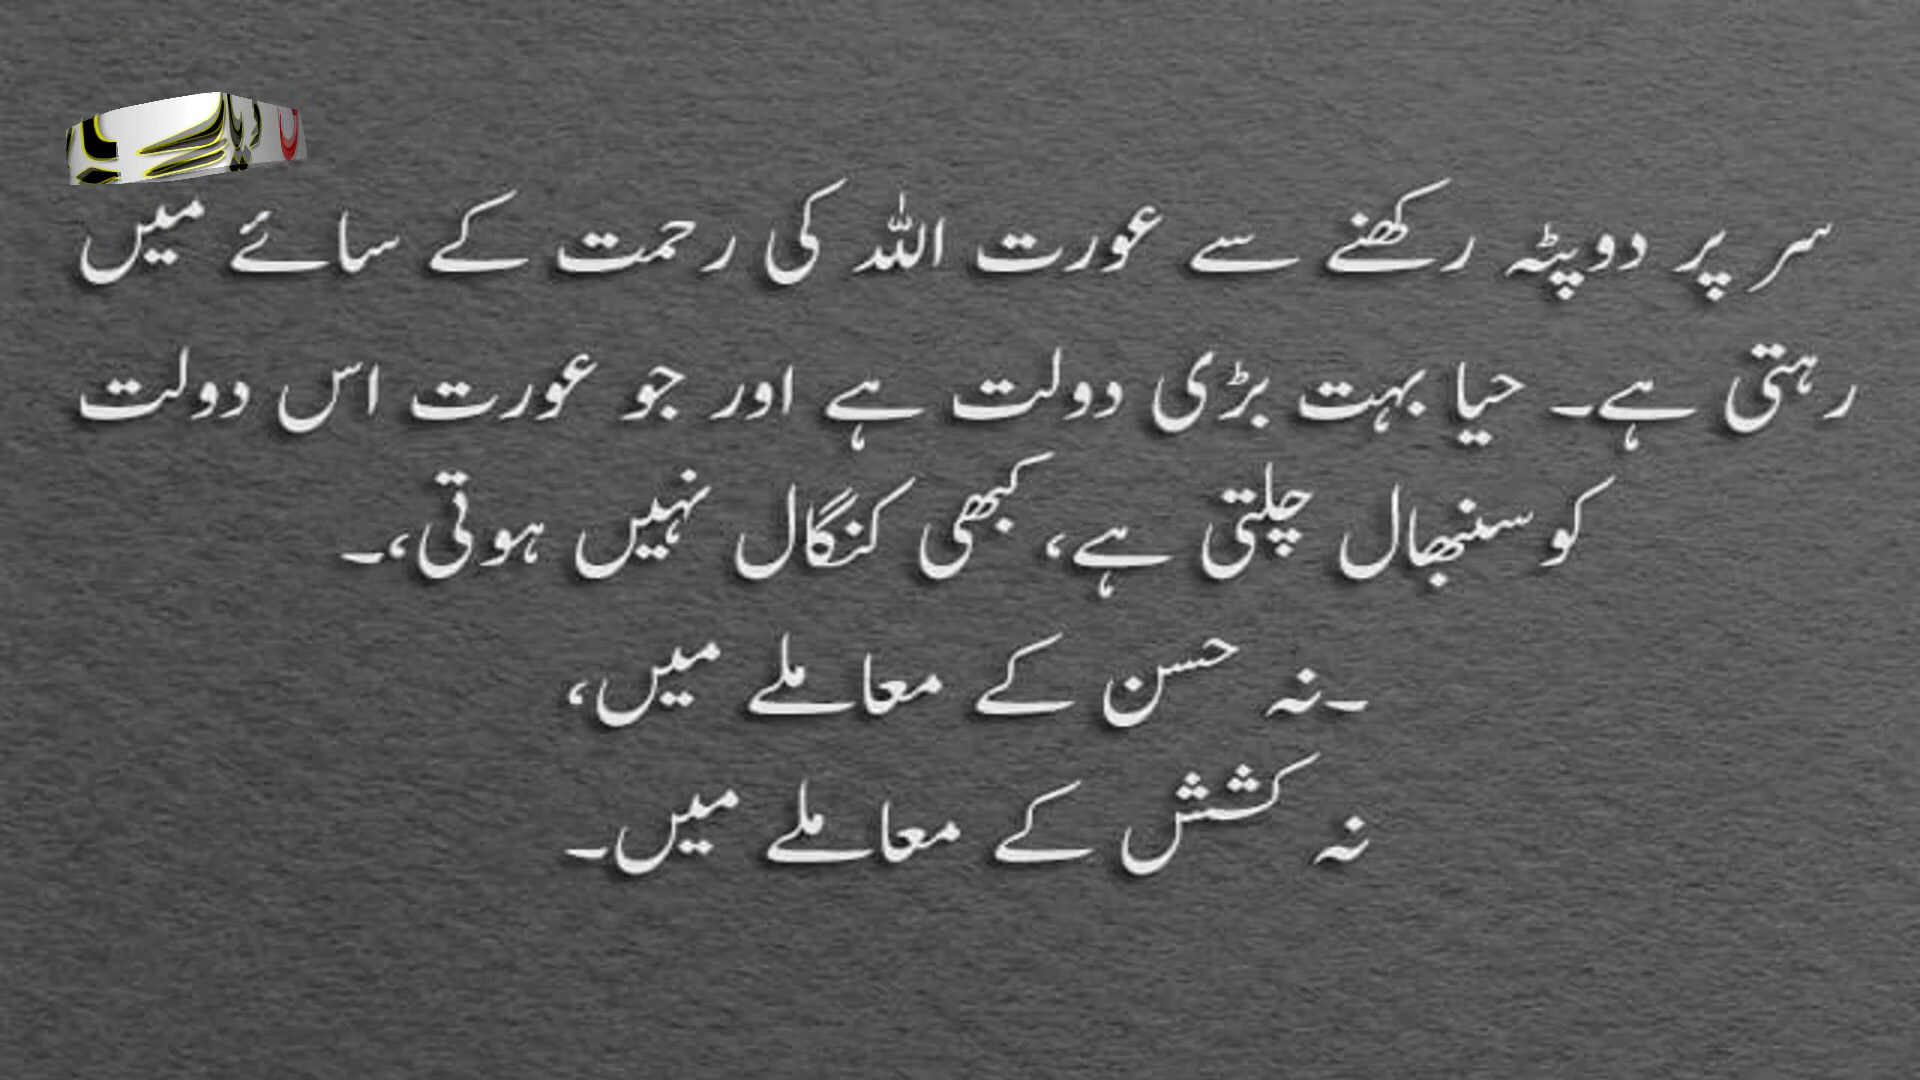 سر پر دوپٹہ رکھنے سے عورت اللہ کی رحمت کے سائے میں
رہتی ہے۔ حیا بہت بڑی دولت ہے اور جو عورت اس دولت
کو سنبھال چلتی ہے، کبھی کنگال نہیں ہوتی،۔
۔نہ حسن کے معاملے میں،
نہ کشش کے معاملے میں۔